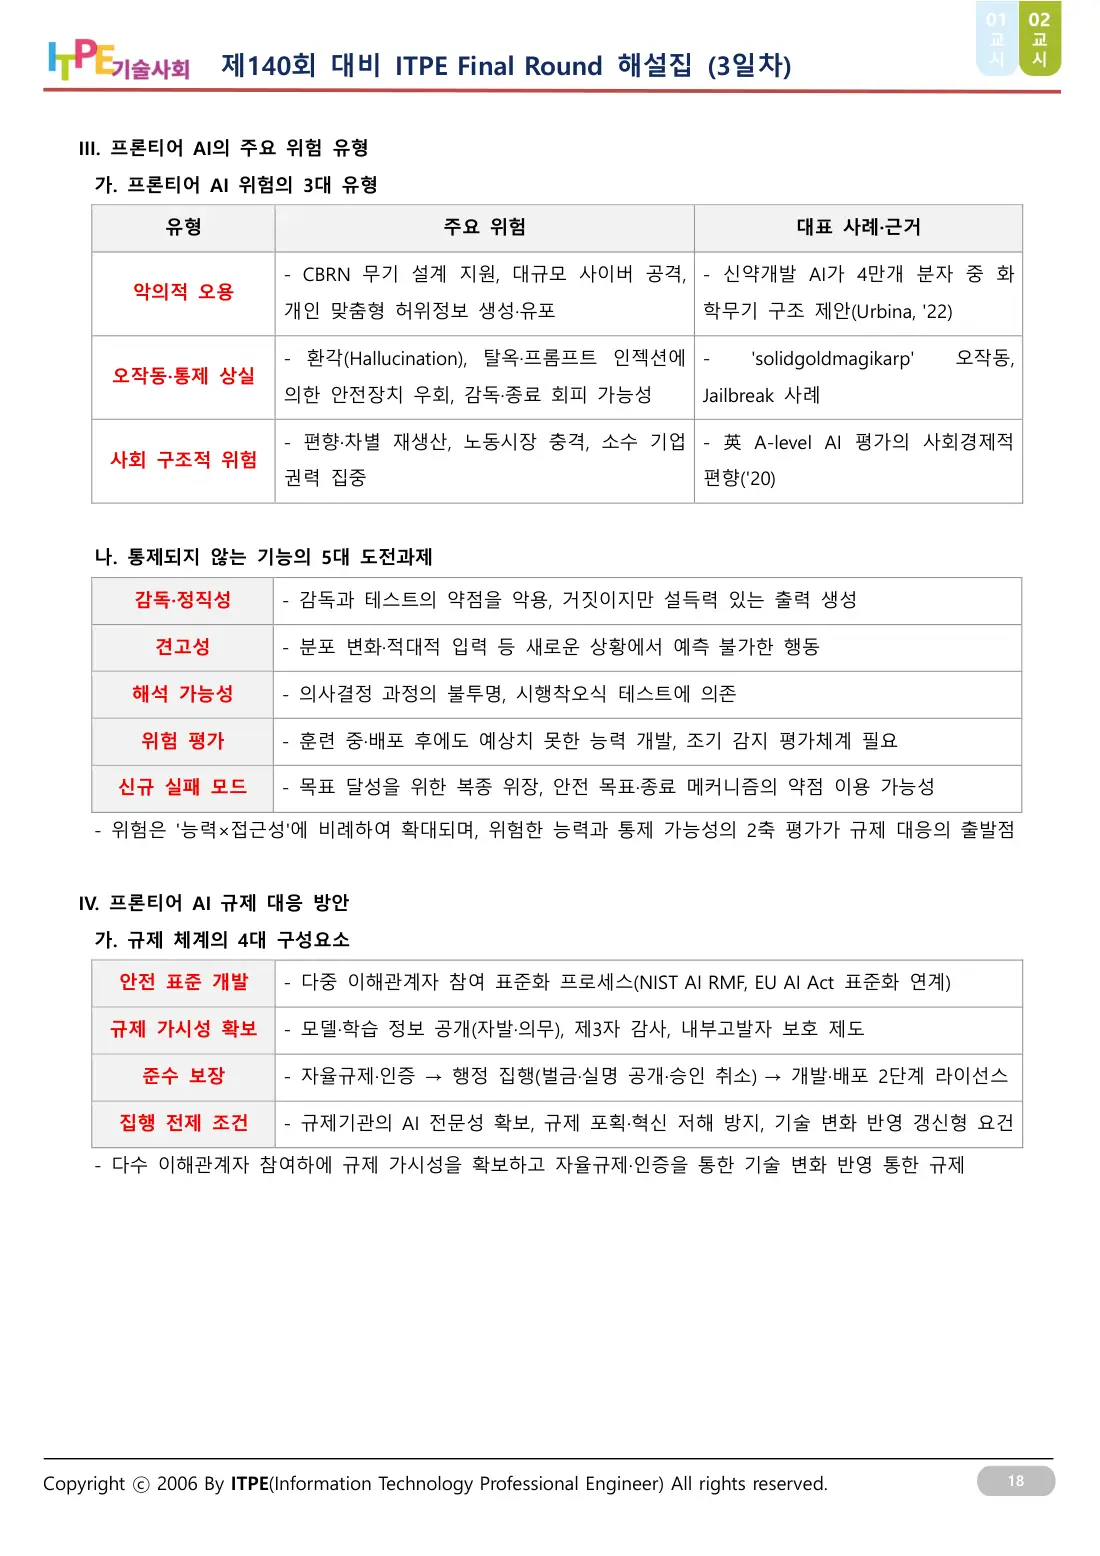 ITPE기술사회 제140회 대비 ITPE Final Round 해설집 (3일차)
01 교시
02 교시
III. 프론티어 AI의 주요 위험 유형
가. 프론티어 AI 위험의 3대 유형
유형 주요 위험 대표 사례·근거
악의적 오용
- CBRN 무기 설계 지원, 대규모 사이버 공격,
개인 맞춤형 허위정보 생성·유포
- 신약개발 AI가 4만개 분자 중 화
학무기 구조 제안(Urbina, '22)
오작동·통제 상실
- 환각(Hallucination), 탈옥·프롬프트 인젝션에
의한 안전장치 우회, 감독·종료 회피 가능성
- 'solidgoldmagikarp' 오작동,
Jailbreak 사례
사회 구조적 위험
- 편향·차별 재생산, 노동시장 충격, 소수 기업
권력 집중
- 英 A-level AI 평가의 사회경제적
편향('20)
나. 통제되지 않는 기능의 5대 도전과제
감독·정직성 - 감독과 테스트의 약점을 악용, 거짓이지만 설득력 있는 출력 생성
견고성 - 분포 변화·적대적 입력 등 새로운 상황에서 예측 불가한 행동
해석 가능성 - 의사결정 과정의 불투명, 시행착오식 테스트에 의존
위험 평가 - 훈련 중·배포 후에도 예상치 못한 능력 개발, 조기 감지 평가체계 필요
신규 실패 모드 - 목표 달성을 위한 복종 위장, 안전 목표·종료 메커니즘의 약점 이용 가능성
- 위험은 '능력×접근성'에 비례하여 확대되며, 위험한 능력과 통제 가능성의 2축 평가가 규제 대응의 출발점
IV. 프론티어 AI 규제 대응 방안
가. 규제 체계의 4대 구성요소
안전 표준 개발 - 다중 이해관계자 참여 표준화 프로세스(NIST AI RMF, EU AI Act 표준화 연계)
규제 가시성 확보 - 모델·학습 정보 공개(자발·의무), 제3자 감사, 내부고발자 보호 제도
준수 보장 - 자율규제·인증 → 행정 집행(벌금·실명 공개·승인 취소) → 개발·배포 2단계 라이선스
집행 전제 조건 - 규제기관의 AI 전문성 확보, 규제 포획·혁신 저해 방지, 기술 변화 반영 갱신형 요건
- 다수 이해관계자 참여하에 규제 가시성을 확보하고 자율규제·인증을 통한 기술 변화 반영 통한 규제
Copyright ⓒ 2006 By ITPE(Information Technology Professional Engineer) All rights reserved.
18